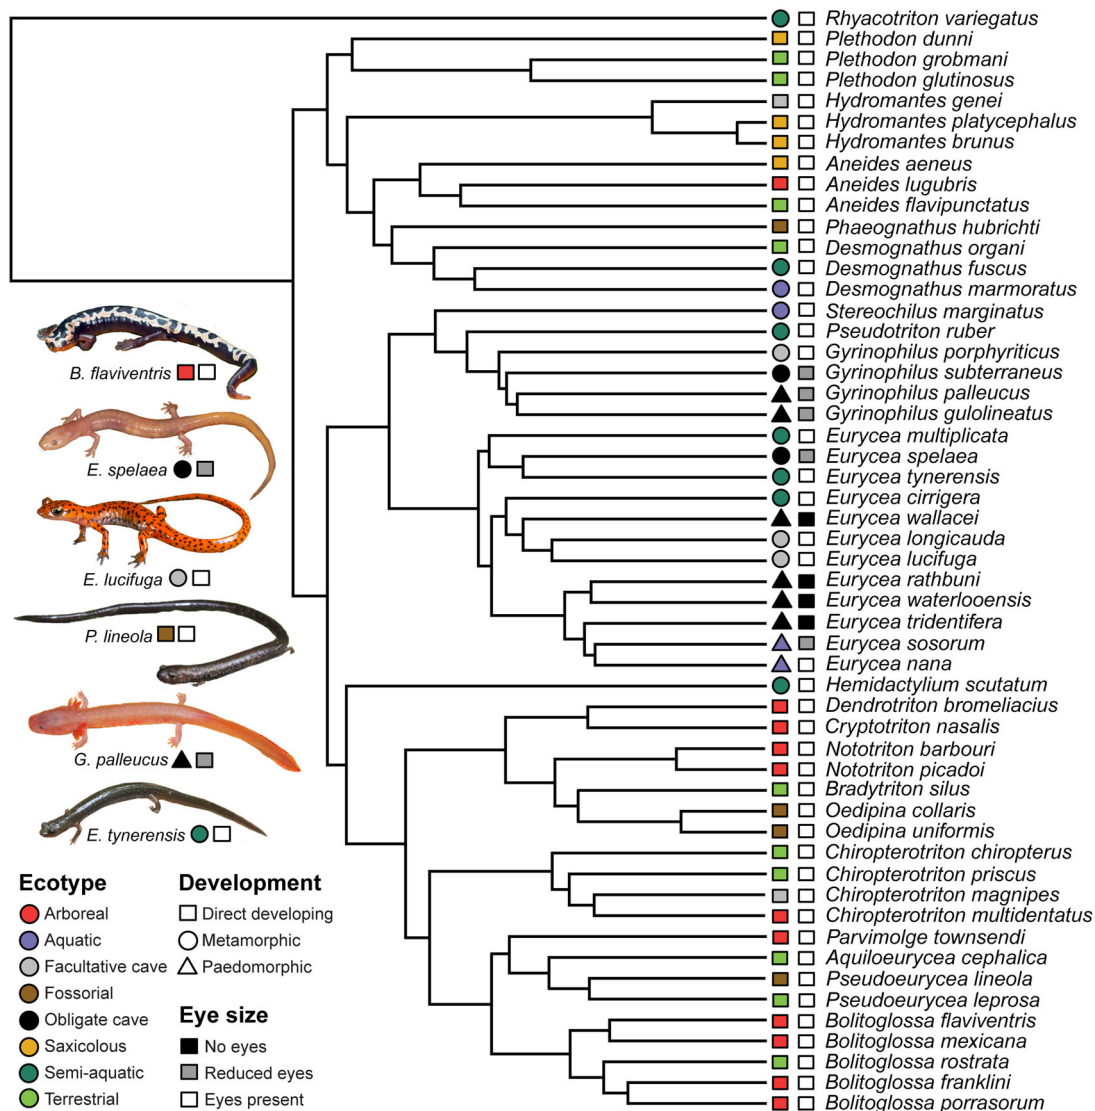 Rhyacotriton variegatus
Plethodon dunni
Plethodon grobmani
Plethodon glutinosus
Hydromantes genei
Hydromantes platycephalus
Hydromantes brunus
Aneides aeneus
Aneides lugubris
Aneides flavipunctatus
Phaeognathus hubrichti
Desmognathus organi
Desmognathus fuscus
Desmognathus marmoratus
Stereochilus marginatus
Pseudotriton ruber
Gyrinophilus porphyriticus
Gyrinophilus subterraneus
Gyrinophilus palleucus
Gyrinophilus gulolineatus
Eurycea multiplicata
Eurycea spelaea
Eurycea tynerensis
Eurycea cirrigera
Eurycea wallacei
Eurycea longicauda
Eurycea lucifuga
Eurycea rathbuni
Eurycea waterlooensis
Eurycea tridentifera
Eurycea sosorum
Eurycea nana
Hemidactylium scutatum
Dendrotriton bromeliacius
Cryptotriton nasalis
Nototriton barbouri
Nototriton picadoi
Bradytriton silus
Oedipina collaris
Oedipina uniformis
Chiropterotriton chiropterus
Chiropterotriton priscus
Chiropterotriton magnipes
Chiropterotriton multidentatus
Parvimolge townsendi
Aquiloeurycea cephalica
Pseudoeurycea lineola
Pseudoeurycea leprosa
Bolitoglossa flaviventris
Bolitoglossa mexicana
Bolitoglossa rostrata
Bolitoglossa franklini
Bolitoglossa porrasorum
B. flaviventris
E. spelaea
E. lucifuga
P. lineola
G. palleucus
E. tynerensis
Ecotype
Arboreal
Aquatic
Facultative cave
Fossorial
Obligate cave
Saxicolous
Semi-aquatic
Terrestrial
Development
Direct developing
Metamorphic
Paedomorphic
Eye size
No eyes
Reduced eyes
Eyes present